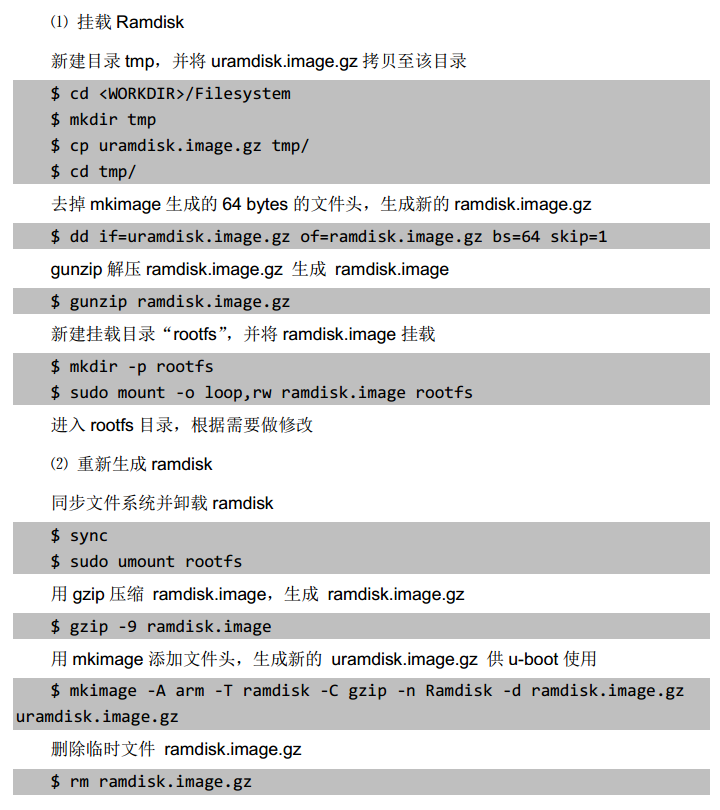 ⑴ 挂载 Ramdisk
新建目录 tmp，并将 uramdisk.image.gz 拷贝至该目录
$ cd <WORKDIR>/Filesystem
$ mkdir tmp
$ cp uramdisk.image.gz tmp/
$ cd tmp/
去掉 mkimage 生成的 64 bytes 的文件头，生成新的 ramdisk.image.gz
$ dd if=uramdisk.image.gz of=ramdisk.image.gz bs=64 skip=1
gunzip 解压 ramdisk.image.gz 生成 ramdisk.image
$ gunzip ramdisk.image.gz
新建挂载目录“rootfs”，并将 ramdisk.image 挂载
$ mkdir -p rootfs
$ sudo mount -o loop,rw ramdisk.image rootfs
进入 rootfs 目录，根据需要做修改
⑵ 重新生成 ramdisk
同步文件系统并卸载 ramdisk
$ sync
$ sudo umount rootfs
用 gzip 压缩 ramdisk.image，生成 ramdisk.image.gz
$ gzip -9 ramdisk.image
用 mkimage 添加文件头，生成新的 uramdisk.image.gz 供 u-boot 使用
$ mkimage -A arm -T ramdisk -C gzip -n Ramdisk -d ramdisk.image.gz
uramdisk.image.gz
删除临时文件 ramdisk.image.gz
$ rm ramdisk.image.gz